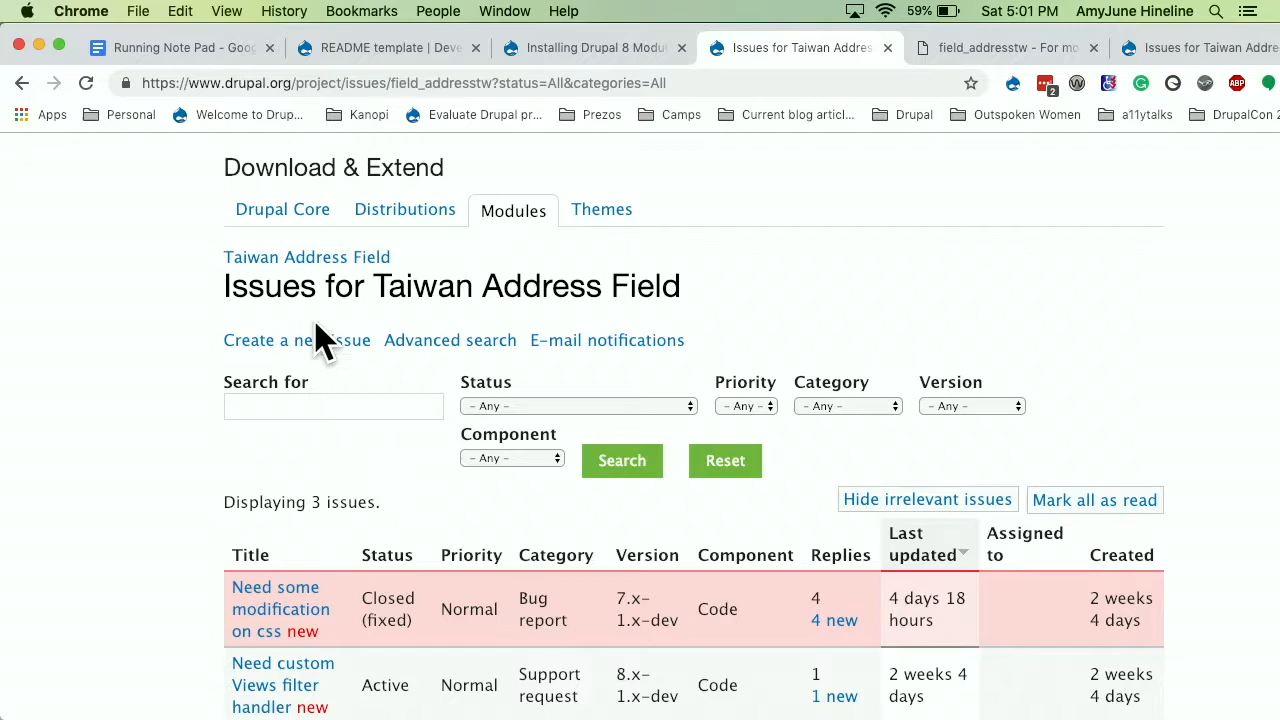 Chrome File Edit View History Bookmarks People Window Help 59% Sat 5:01 PM AmyJune Hineline
Running Note Pad - Goog × README template | Deve × Installing Drupal 8 Modul × Issues for Taiwan Addres × field_addresstw - For mo × Issues for Taiwan Addre
https://www.drupal.org/project/issues/field_addresstw?status=All&categories=All 2 ABP
Apps Personal Welcome to Drup... Kanopi Evaluate Drupal pr... Prezos Camps Current blog articl... Drupal Outspoken Women a11ytalks DrupalCon 2
Download & Extend
Drupal Core Distributions Modules Themes
Taiwan Address Field
Issues for Taiwan Address Field
Create a ne ssue Advanced search E-mail notifications
Search for Status Priority Category Version
- Any - - Any - - Any - - Any -
Component
- Any - Search Reset
Displaying 3 issues. Hide irrelevant issues Mark all as read
Title Status Priority Category Version Component Replies Last updated Assigned to Created
Need some modification on css new Closed (fixed) Normal Bug report 7.x-1.x-dev Code 4 4 new 4 days 18 hours 2 weeks 4 days
Need custom Views filter handler new Active Normal Support request 8.x-1.x-dev Code 1 1 new 2 weeks 4 days 2 weeks 4 days